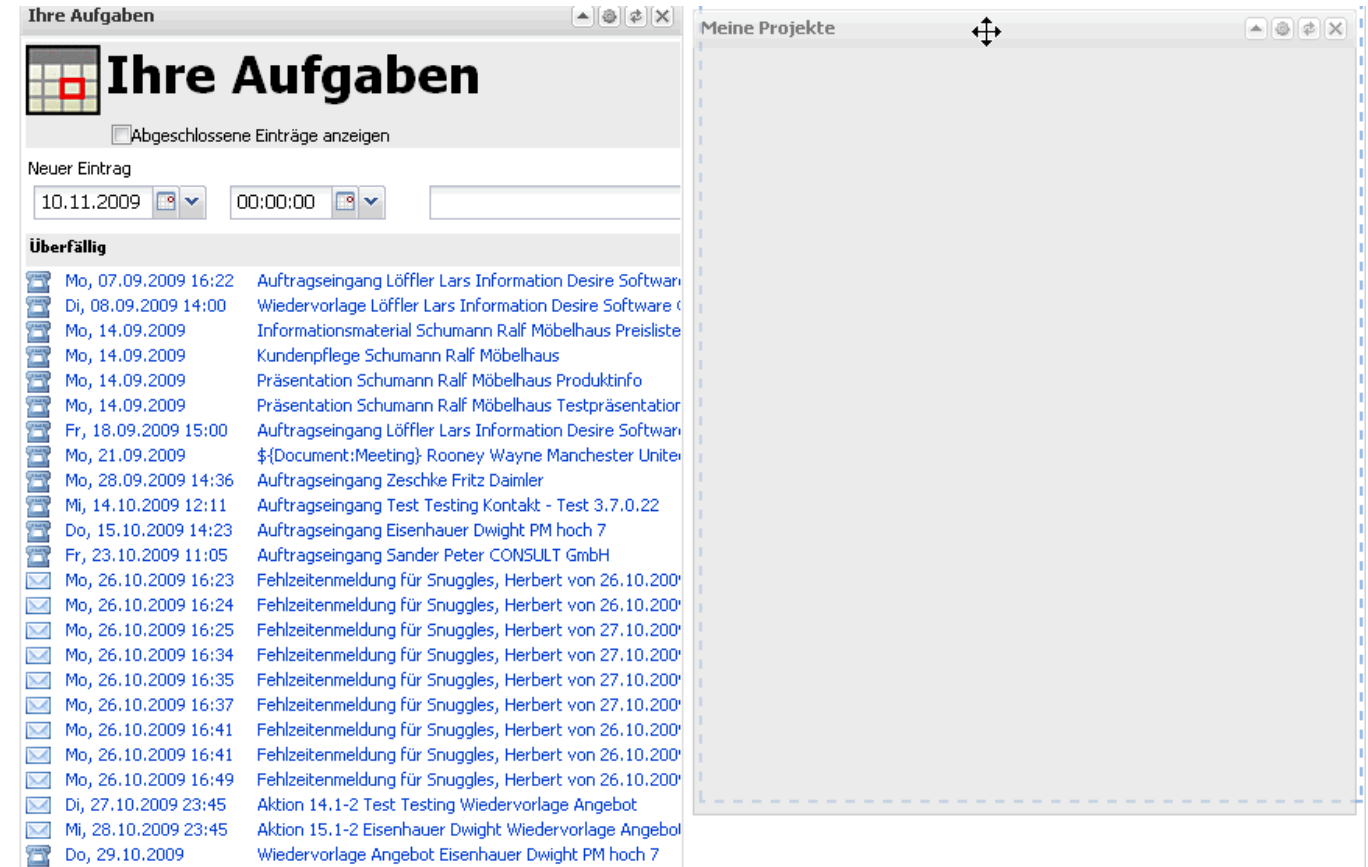 Ihre Aufgaben
Ihre Aufgaben
Abgeschlossene Einträge anzeigen
Neuer Eintrag
10.11.2009 00:00:00
Überfällig
Mo, 07.09.2009 16:22 Auftragseingang Löffler Lars Information Desire Software
Di, 08.09.2009 14:00 Wiedervorlage Löffler Lars Information Desire Software
Mo, 14.09.2009 Informationsmaterial Schumann Ralf Möbelhaus Preisliste
Mo, 14.09.2009 Kundenpflege Schumann Ralf Möbelhaus
Mo, 14.09.2009 Präsentation Schumann Ralf Möbelhaus Produktinfo
Mo, 14.09.2009 Präsentation Schumann Ralf Möbelhaus Testpräsentation
Fr, 18.09.2009 15:00 Auftragseingang Löffler Lars Information Desire Software
Mo, 21.09.2009 ${Document:Meeting} Rooney Wayne Manchester Unite
Mo, 28.09.2009 14:36 Auftragseingang Zeschke Fritz Daimler
Mi, 14.10.2009 12:11 Auftragseingang Test Testing Kontakt - Test 3.7.0.22
Do, 15.10.2009 14:23 Auftragseingang Eisenhauer Dwight PM hoch 7
Fr, 23.10.2009 11:05 Auftragseingang Sander Peter CONSULT GmbH
Mo, 26.10.2009 16:23 Fehlzeitenmeldung für Snuggles, Herbert von 26.10.200
Mo, 26.10.2009 16:24 Fehlzeitenmeldung für Snuggles, Herbert von 26.10.200
Mo, 26.10.2009 16:25 Fehlzeitenmeldung für Snuggles, Herbert von 27.10.200
Mo, 26.10.2009 16:34 Fehlzeitenmeldung für Snuggles, Herbert von 27.10.200
Mo, 26.10.2009 16:35 Fehlzeitenmeldung für Snuggles, Herbert von 27.10.200
Mo, 26.10.2009 16:37 Fehlzeitenmeldung für Snuggles, Herbert von 27.10.200
Mo, 26.10.2009 16:41 Fehlzeitenmeldung für Snuggles, Herbert von 26.10.200
Mo, 26.10.2009 16:41 Fehlzeitenmeldung für Snuggles, Herbert von 26.10.200
Mo, 26.10.2009 16:49 Fehlzeitenmeldung für Snuggles, Herbert von 26.10.200
Di, 27.10.2009 23:45 Aktion 14.1-2 Test Testing Wiedervorlage Angebot
Mi, 28.10.2009 23:45 Aktion 15.1-2 Eisenhauer Dwight Wiedervorlage Angebot
Do, 29.10.2009 Wiedervorlage Angebot Eisenhauer Dwight PM hoch 7
Meine Projekte